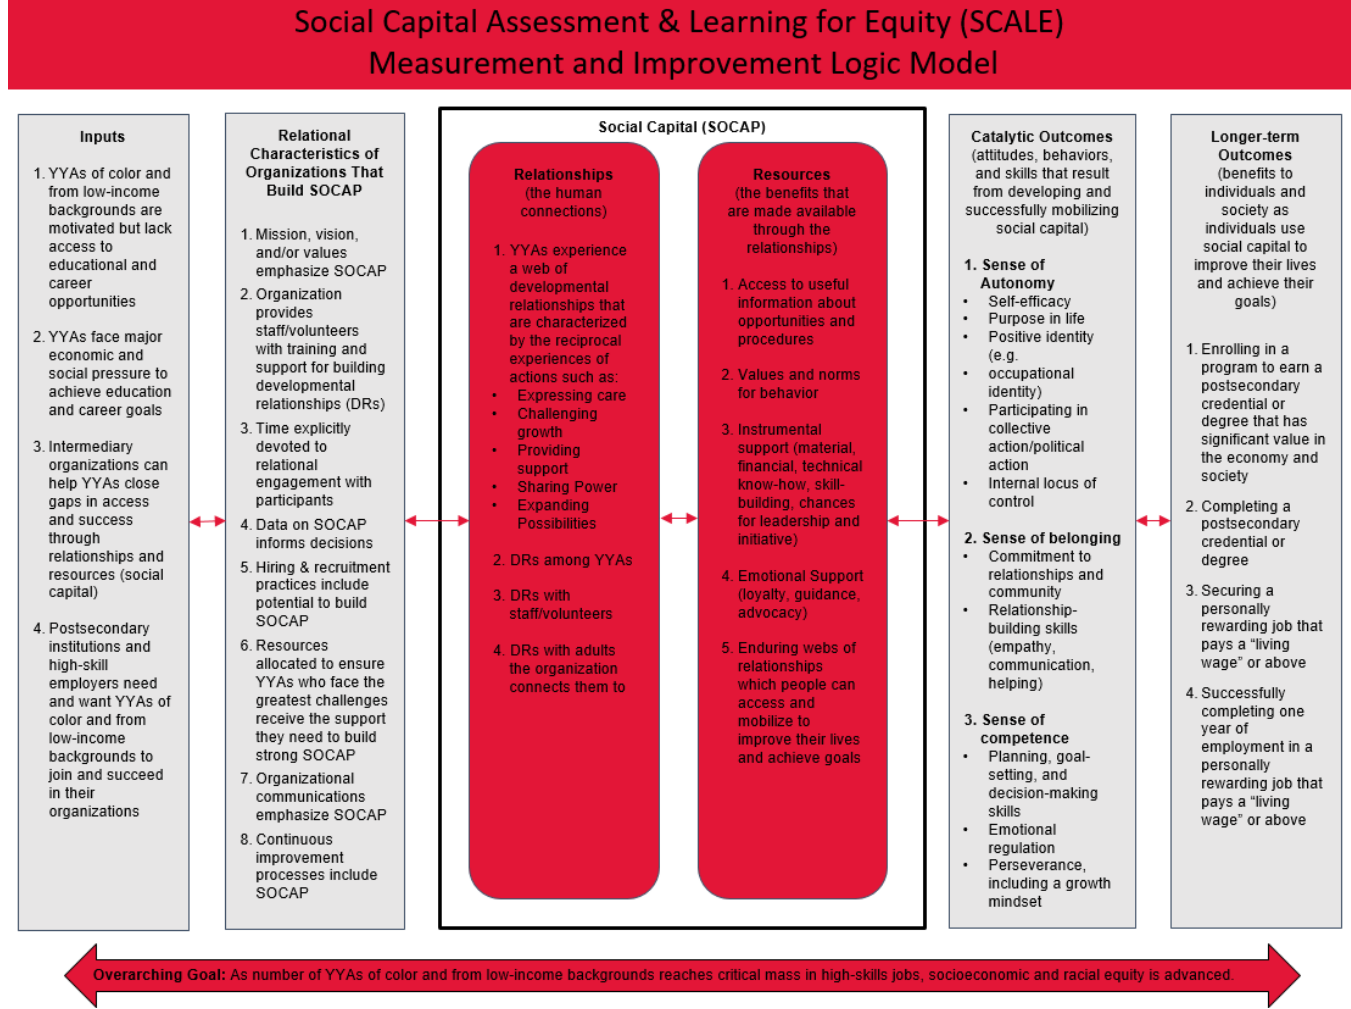 Social Capital Assessment & Learning for Equity (SCALE)
Measurement and Improvement Logic Model
Inputs
1. YYAs of color and
from low-income
backgrounds are
motivated but lack
access to
educational and
career
opportunities
2. YYAs face major
economic and
social pressure to
achieve education
and career goals
3. Intermediary
organizations can
help YYAs close
gaps in access
and success
through
relationships and
resources (social
capital)
4. Postsecondary
institutions and
high-skill
employers need
and want YYAs of
color and from
low-income
backgrounds to
join and succeed
in their
organizations
Relational
Characteristics of
Organizations That
Build SOCAP
1. Mission, vision,
and/or values
emphasize SOCAP
2. Organization
provides
staff/volunteers
with training and
support for building
developmental
relationships (DRs)
3. Time explicitly
devoted to
relational
engagement with
participants
4. Data on SOCAP
informs decisions
5. Hiring & recruitment
practices include
potential to build
SOCAP
6. Resources
allocated to ensure
YYAs who face the
greatest challenges
receive the support
they need to build
strong SOCAP
7. Organizational
communications
emphasize SOCAP
8. Continuous
improvement
processes include
SOCAP
Social Capital (SOCAP)
Relationships
(the human
connections)
1. YYAs experience
a web of
developmental
relationships that
are characterized
by the reciprocal
experiences of
actions such as:
• Expressing care
• Challenging
growth
• Providing
support
• Sharing Power
• Expanding
Possibilities
2. DRs among YYAs
3. DRs with
staff/volunteers
4. DRs with adults
the organization
connects them to
Resources
(the benefits that
are made available
through the
relationships)
1. Access to useful
information about
opportunities and
procedures
2. Values and norms
for behavior
3. Instrumental
support (material,
financial, technical
know-how, skill-
building, chances
for leadership and
initiative)
4. Emotional Support
(loyalty, guidance,
advocacy)
5. Enduring webs of
relationships
which people can
access and
mobilize to
improve their lives
and achieve goals
Catalytic Outcomes
(attitudes, behaviors,
and skills that result
from developing and
successfully mobilizing
social capital)
1. Sense of
Autonomy
• Self-efficacy
• Purpose in life
• Positive identity
(e.g.
• occupational
identity)
• Participating in
collective
action/political
action
• Internal locus of
control
2. Sense of belonging
• Commitment to
relationships and
community
• Relationship-
building skills
(empathy,
communication,
helping)
3. Sense of
competence
• Planning, goal-
setting, and
decision-making
skills
• Emotional
regulation
• Perseverance,
including a growth
mindset
Longer-term
Outcomes
(benefits to
individuals and
society as
individuals use
social capital to
improve their lives
and achieve their
goals)
1. Enrolling in a
program to earn a
postsecondary
credential or
degree that has
significant value in
the economy and
society
2. Completing a
postsecondary
credential or
degree
3. Securing a
personally
rewarding job that
pays a “living
wage” or above
4. Successfully
completing one
year of
employment in a
personally
rewarding job that
pays a “living
wage” or above
Overarching Goal: As number of YYAs of color and from low-income backgrounds reaches critical mass in high-skills jobs, socioeconomic and racial equity is advanced.